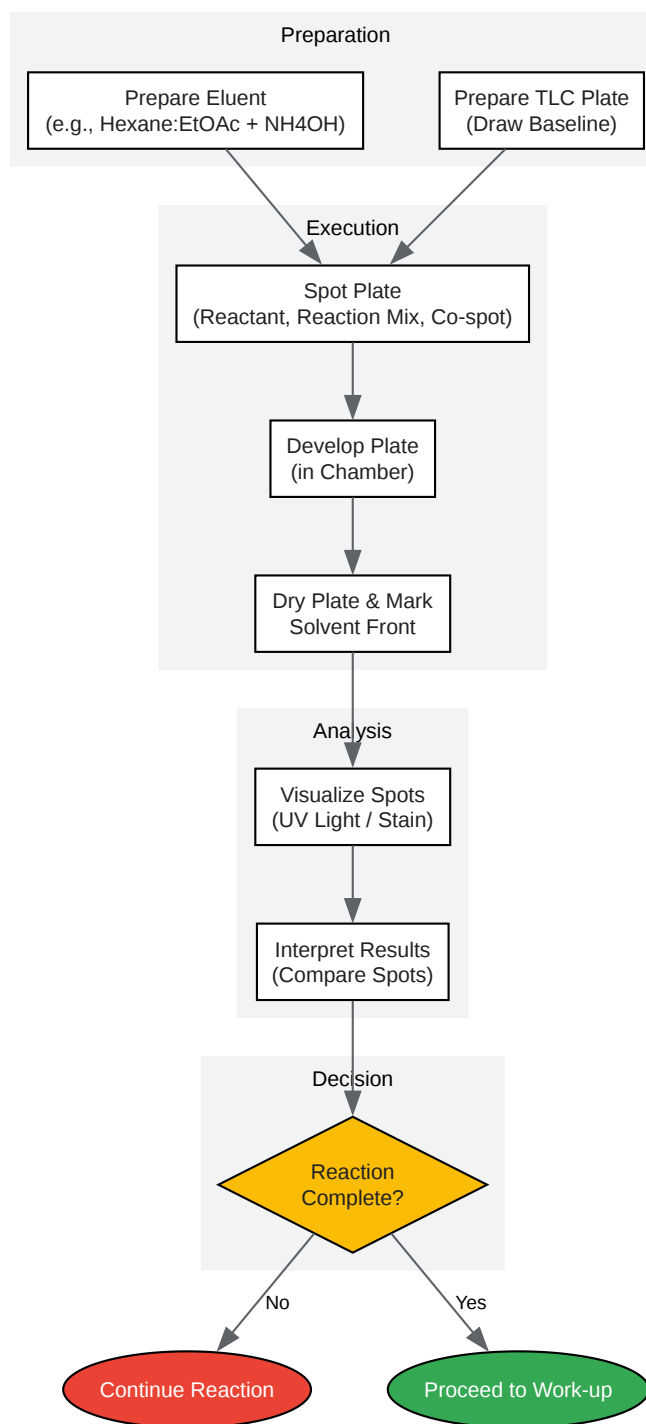 Preparation
Prepare Eluent
(e.g., Hexane:EtOAc + NH4OH)
Prepare TLC Plate
(Draw Baseline)
Execution
Spot Plate
(Reactant, Reaction Mix, Co-spot)
Develop Plate
(in Chamber)
Dry Plate & Mark
Solvent Front
Analysis
Visualize Spots
(UV Light / Stain)
Interpret Results
(Compare Spots)
Decision
Reaction
Complete?
No
Yes
Continue Reaction
Proceed to Work-up